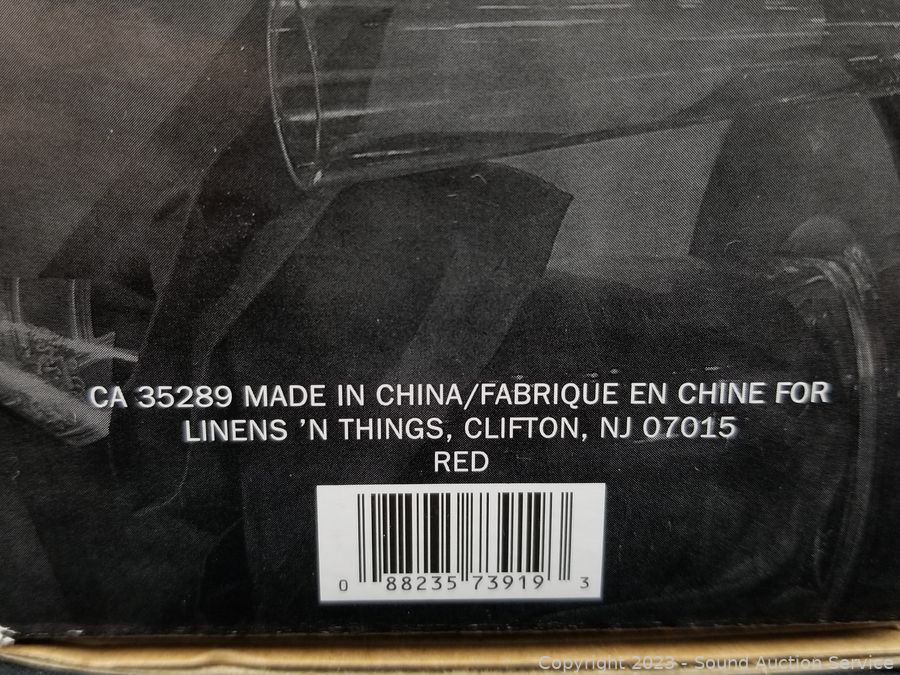 CA 35289 MADE IN CHINA/FABRIQUE EN CHINE FOR
LINENS 'N THINGS, CLIFTON, NJ 07015
RED
0 88235 73919 3
Copyright 2023 - Sound Auction Service